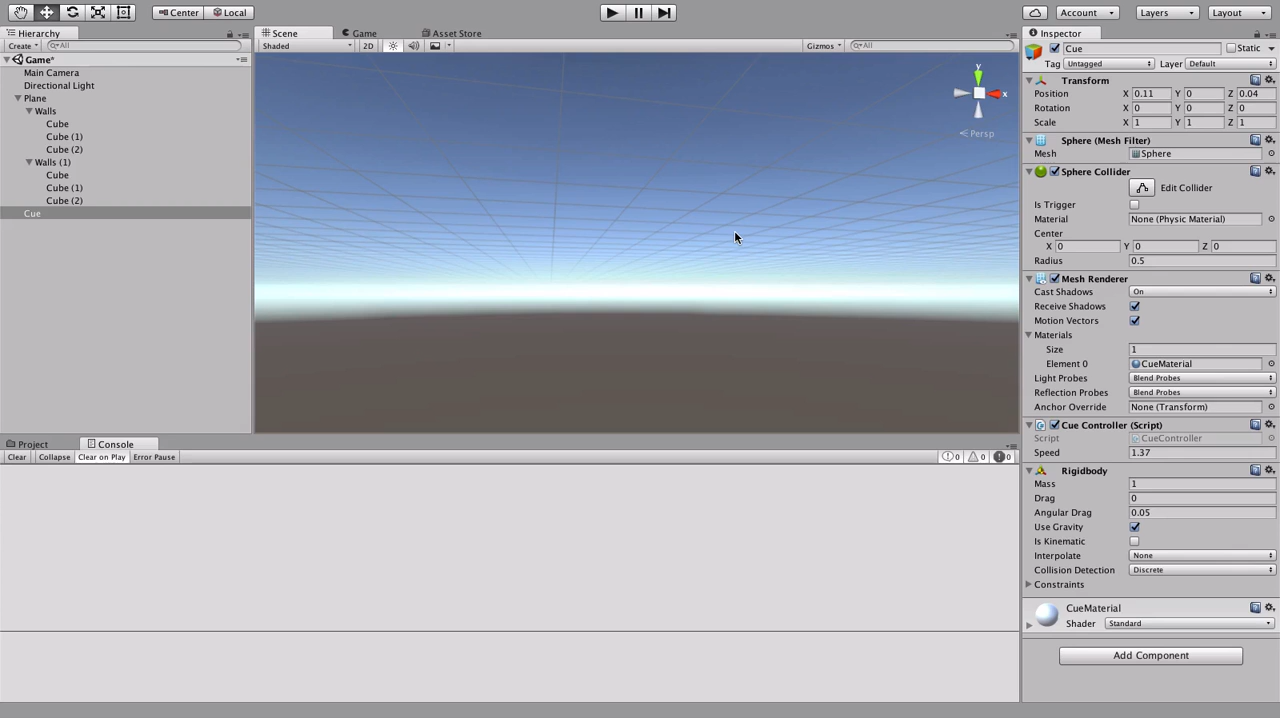 Center Local Account Layers Layout
Hierarchy
Create All
Game*
Main Camera
Directional Light
Plane
Walls
Cube
Cube (1)
Cube (2)
Walls (1)
Cube
Cube (1)
Cube (2)
Cue
Scene Game Asset Store
Shaded 2D Gizmos All
y
x
Persp
Project Console
Clear Collapse Clear on Play Error Pause 0 0 0
Inspector
Cue Static
Tag Untagged Layer Default
Transform
Position X 0.11 Y 0 Z 0.04
Rotation X 0 Y 0 Z 0
Scale X 1 Y 1 Z 1
Sphere (Mesh Filter)
Mesh Sphere
Sphere Collider
Edit Collider
Is Trigger
Material None (Physic Material)
Center
X 0 Y 0 Z 0
Radius 0.5
Mesh Renderer
Cast Shadows On
Receive Shadows
Motion Vectors
Materials
Size 1
Element 0 CueMaterial
Light Probes Blend Probes
Reflection Probes Blend Probes
Anchor Override None (Transform)
Cue Controller (Script)
Script CueController
Speed 1.37
Rigidbody
Mass 1
Drag 0
Angular Drag 0.05
Use Gravity
Is Kinematic
Interpolate None
Collision Detection Discrete
Constraints
CueMaterial
Shader Standard
Add Component